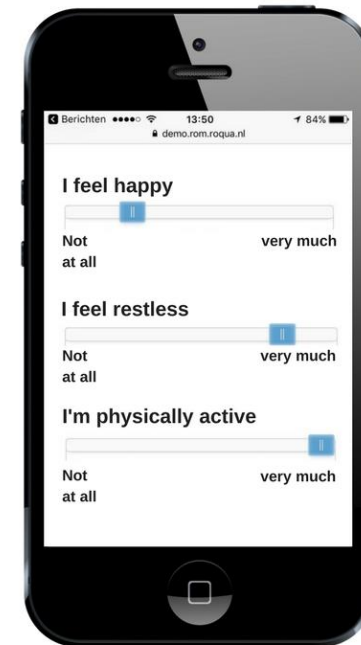 Berichten 13:50 84%
demo.rom.roqua.nl
I feel happy
Not very much
at all
I feel restless
Not very much
at all
I'm physically active
Not very much
at all